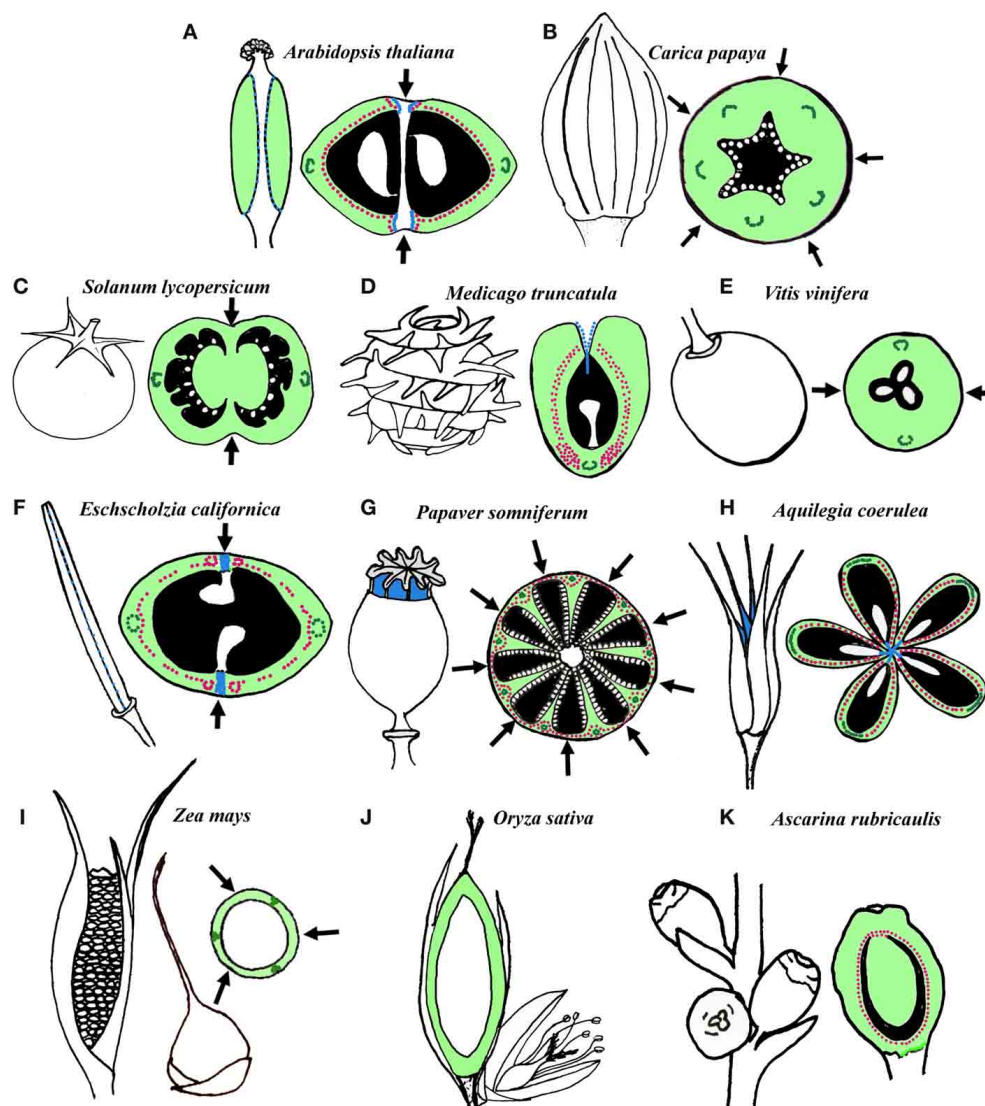 A
Arabidopsis thaliana
B
Carica papaya
C
Solanum lycopersicum
D
Medicago truncatula
E
Vitis vinifera
F
Eschscholzia californica
G
Papaver somniferum
H
Aquilegia coerulea
I
Zea mays
J
Oryza sativa
K
Ascarina rubricaulis